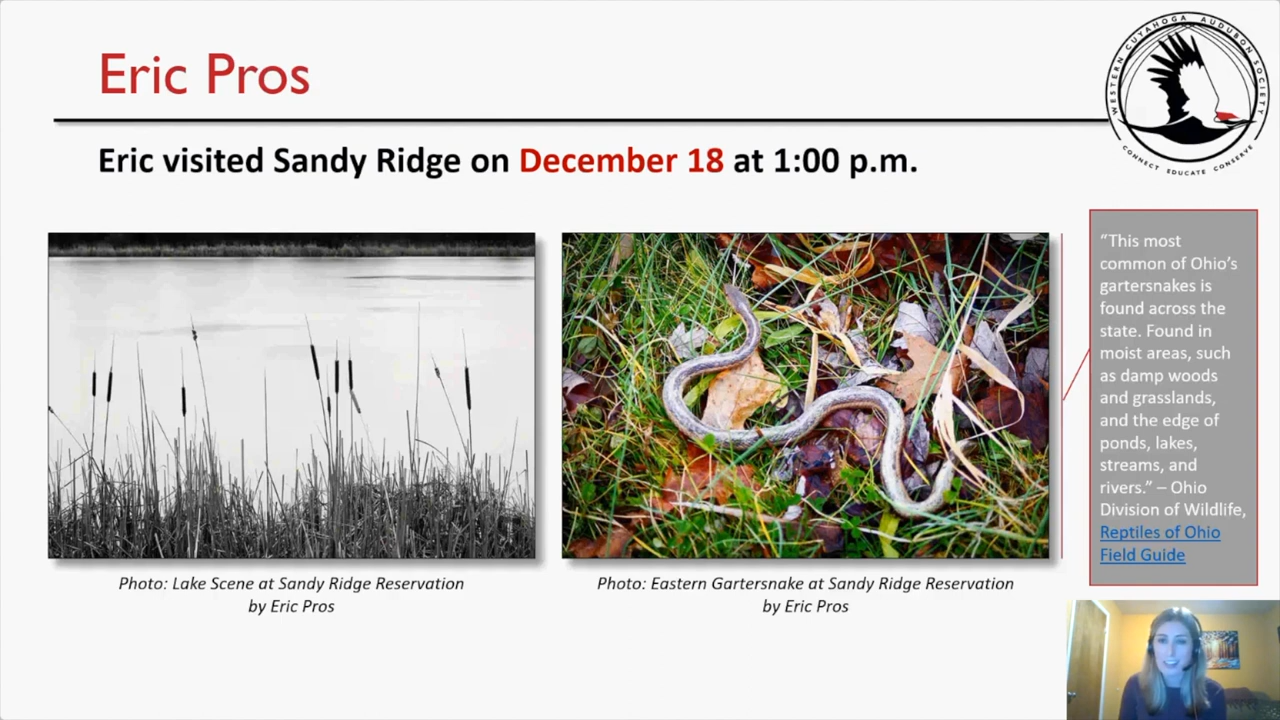 Eric Pros
WESTERN CUYAHOGA AUDUBON SOCIETY
CONNECT EDUCATE CONSERVE
Eric visited Sandy Ridge on December 18 at 1:00 p.m.
“This most
common of Ohio’s
gartersnakes is
found across the
state. Found in
moist areas, such
as damp woods
and grasslands,
and the edge of
ponds, lakes,
streams, and
rivers.” – Ohio
Division of Wildlife,
Reptiles of Ohio
Field Guide
Photo: Lake Scene at Sandy Ridge Reservation
by Eric Pros
Photo: Eastern Gartersnake at Sandy Ridge Reservation
by Eric Pros